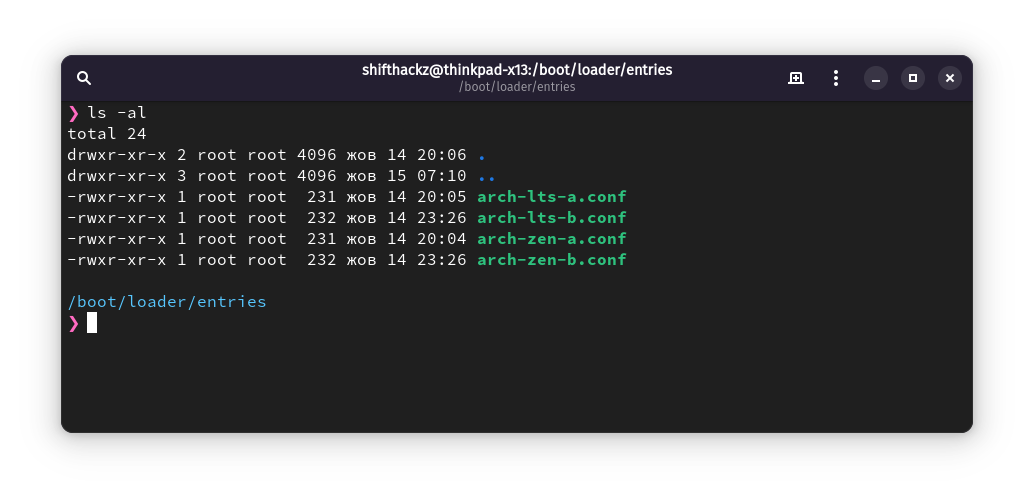 shifthackz@thinkpad-x13:/boot/loader/entries
/boot/loader/entries
❯ ls -al
total 24
drwxr-xr-x 2 root root 4096 жов 14 20:06 .
drwxr-xr-x 3 root root 4096 жов 15 07:10 ..
-rwxr-xr-x 1 root root  231 жов 14 20:05 arch-lts-a.conf
-rwxr-xr-x 1 root root  232 жов 14 23:26 arch-lts-b.conf
-rwxr-xr-x 1 root root  231 жов 14 20:04 arch-zen-a.conf
-rwxr-xr-x 1 root root  232 жов 14 23:26 arch-zen-b.conf
/boot/loader/entries
❯